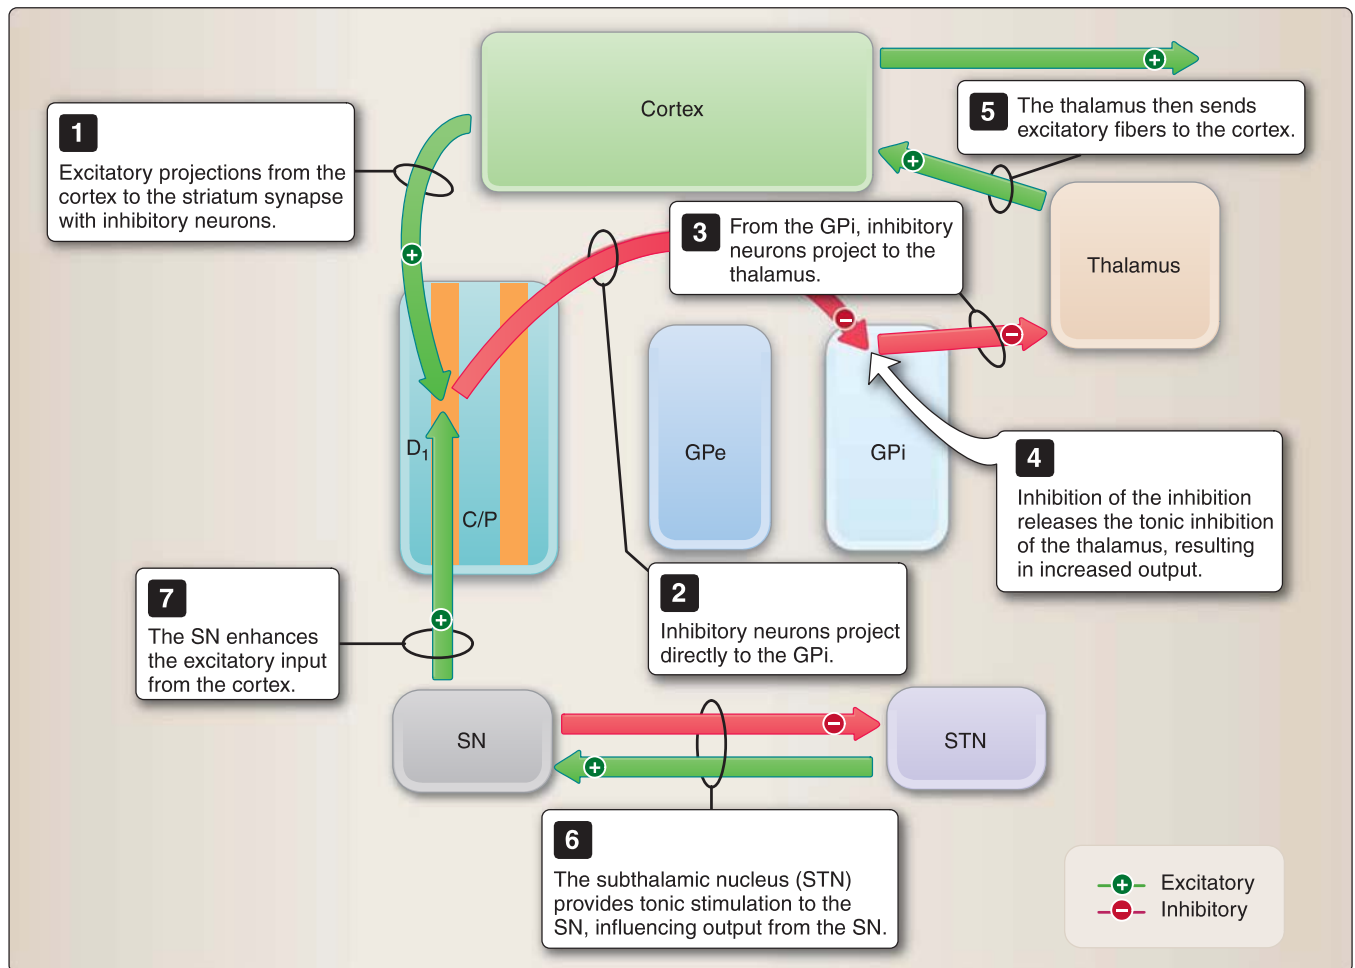 Cortex
1
Excitatory projections from the
cortex to the striatum synapse
with inhibitory neurons.
5
The thalamus then sends
excitatory fibers to the cortex.
3
From the GPi, inhibitory
neurons project to the
thalamus.
Thalamus
D1
C/P
GPe
GPi
4
Inhibition of the inhibition
releases the tonic inhibition
of the thalamus, resulting
in increased output.
2
Inhibitory neurons project
directly to the GPi.
7
The SN enhances
the excitatory input
from the cortex.
SN
STN
6
The subthalamic nucleus (STN)
provides tonic stimulation to the
SN, influencing output from the SN.
Excitatory
Inhibitory